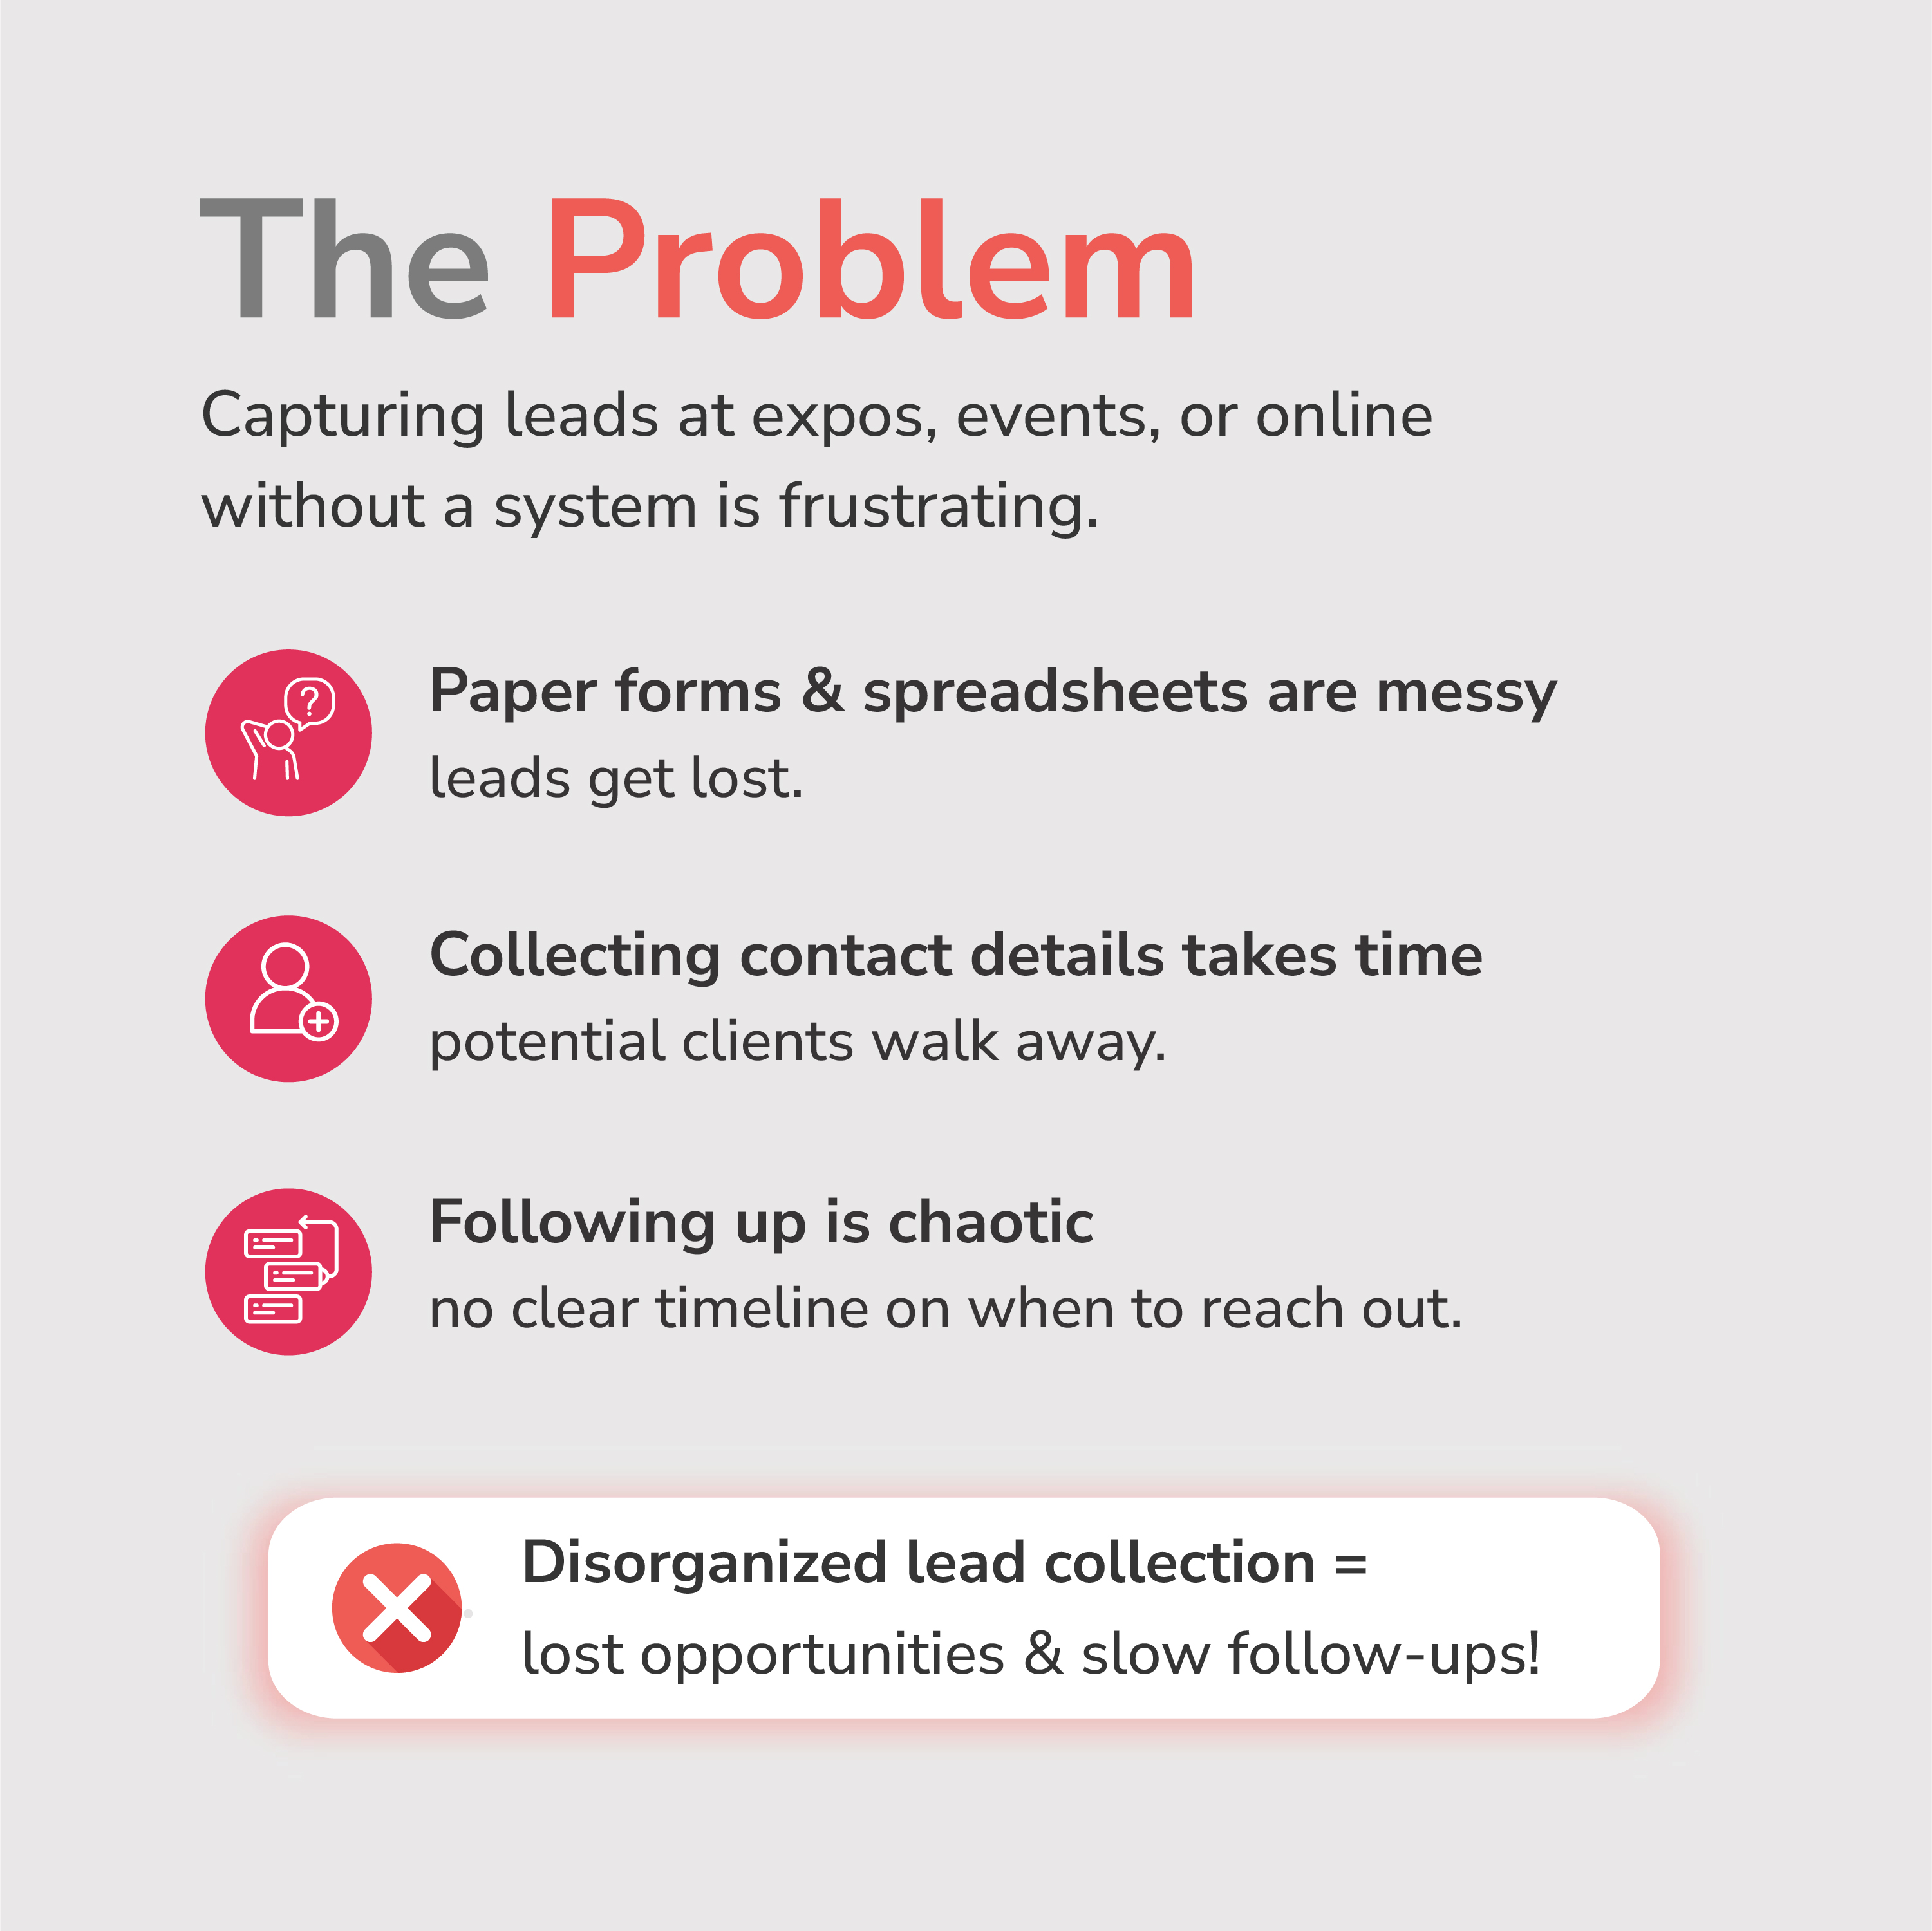 The Problem
Capturing leads at expos, events, or online
without a system is frustrating.
?
Paper forms & spreadsheets are messy
leads get lost.
Collecting contact details takes time
potential clients walk away.
Following up is chaotic
no clear timeline on when to reach out.
Disorganized lead collection =
lost opportunities & slow follow-ups!